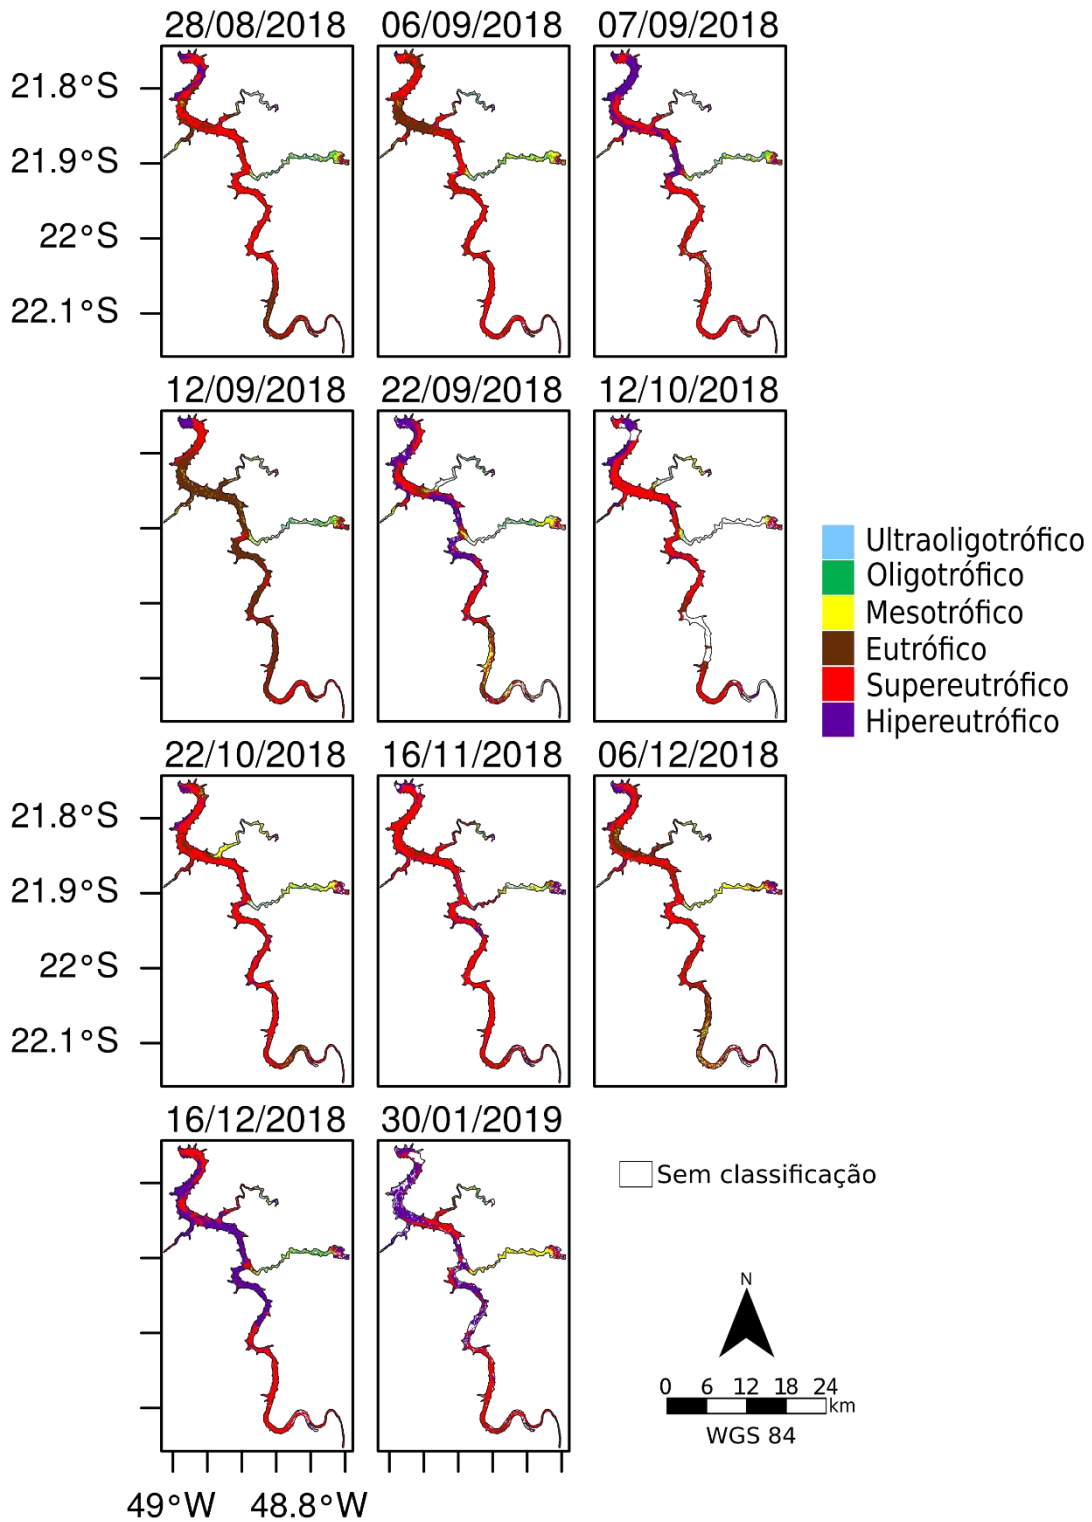 28/08/2018 06/09/2018 07/09/2018
21.8°S
21.9°S
22°S
22.1°S
12/09/2018 22/09/2018 12/10/2018
Ultraoligotrófico
Oligotrófico
Mesotrófico
Eutrófico
Supereutrófico
Hipereutrófico
22/10/2018 16/11/2018 06/12/2018
21.8°S
21.9°S
22°S
22.1°S
16/12/2018 30/01/2019
Sem classificação
N
0 6 12 18 24
km
WGS 84
49°W 48.8°W